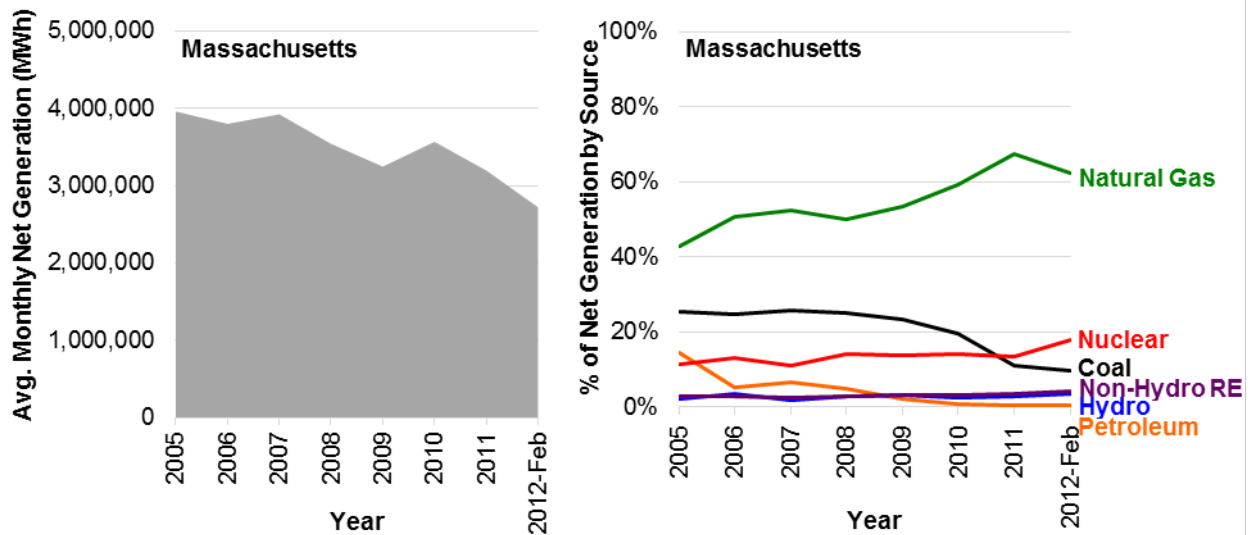 Avg. Monthly Net Generation (MWh)
5,000,000
4,000,000
3,000,000
2,000,000
1,000,000
0
Massachusetts
2005
2006
2007
2008
2009
2010
2011
2012-Feb
Year
% of Net Generation by Source
100%
80%
60%
40%
20%
0%
Massachusetts
Natural Gas
Nuclear
Coal
Non-Hydro RE
Hydro
Petroleum
2005
2006
2007
2008
2009
2010
2011
2012-Feb
Year